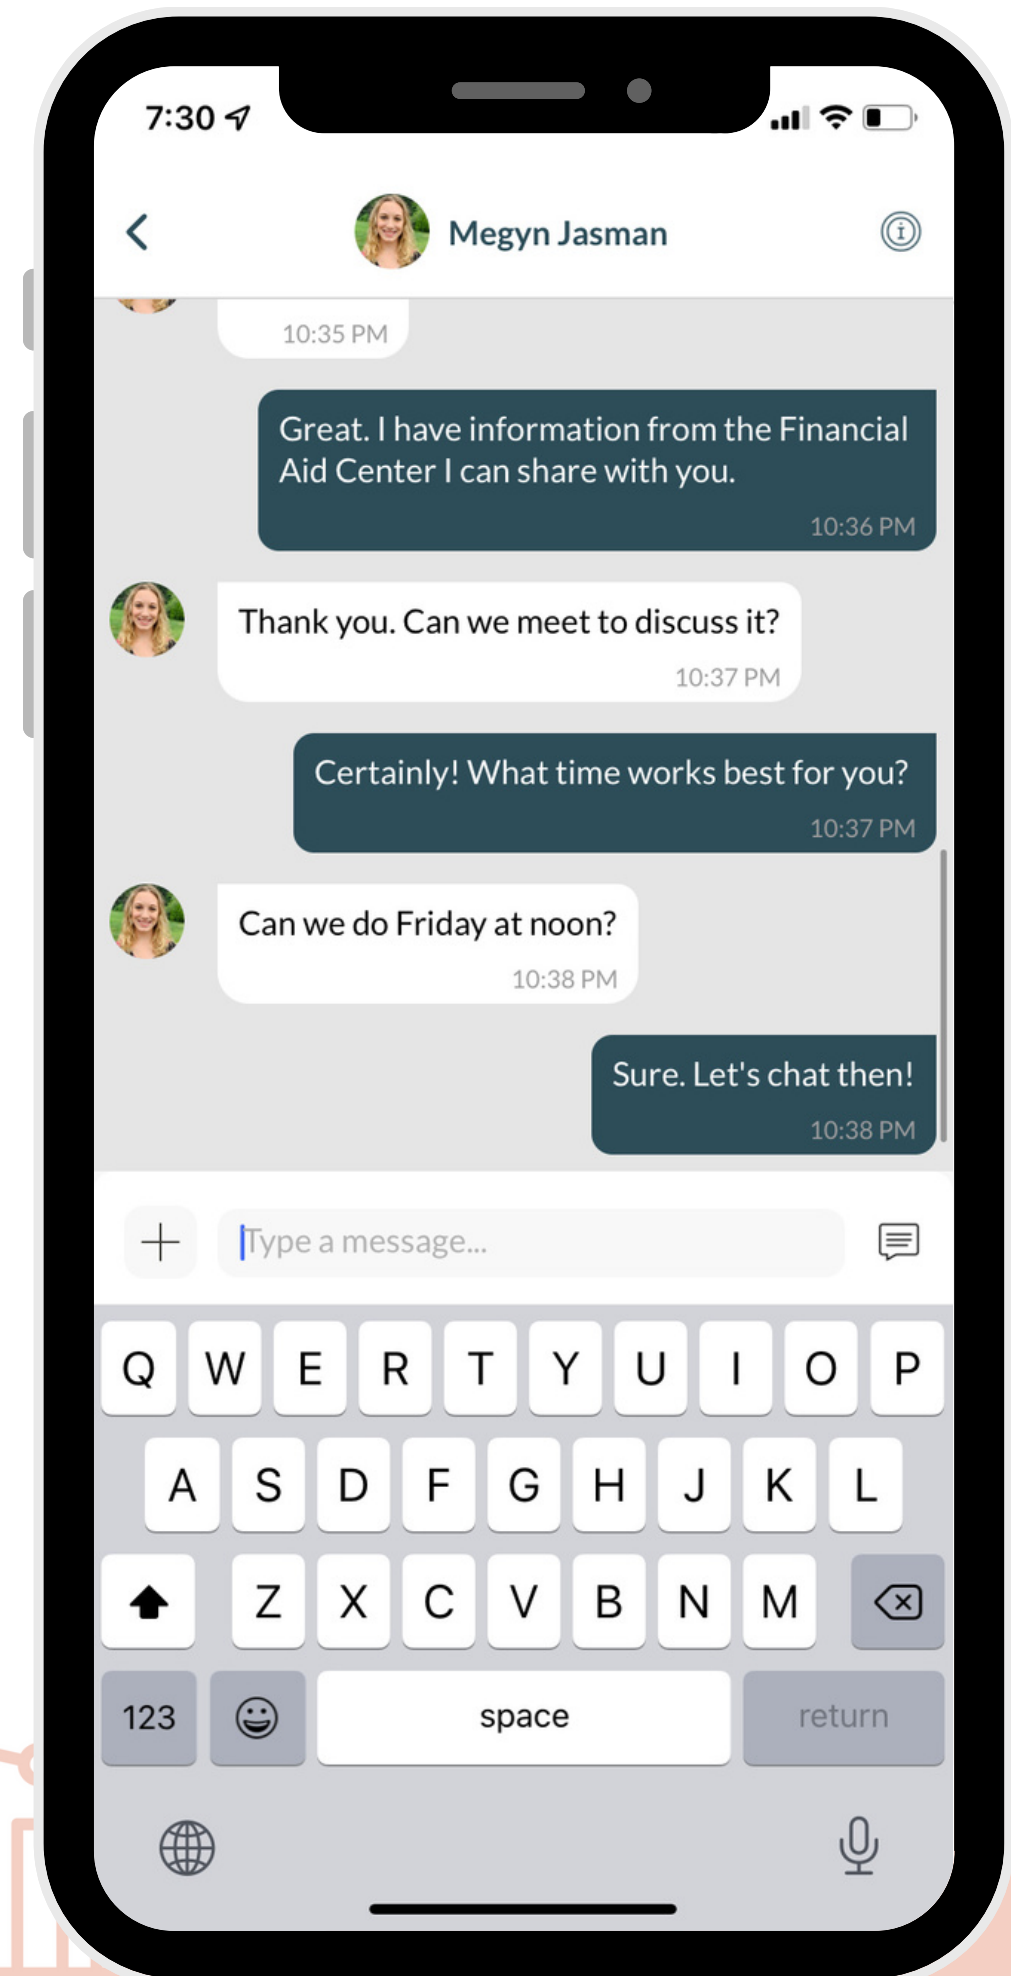 7:30
Megyn Jasman
10:35 PM
Great. I have information from the Financial
Aid Center I can share with you.
10:36 PM
Thank you. Can we meet to discuss it?
10:37 PM
Certainly! What time works best for you?
10:37 PM
Can we do Friday at noon?
10:38 PM
Sure. Let's chat then!
10:38 PM
Type a message...
Q W E R T Y U I O P
A S D F G H J K L
Z X C V B N M
123 space return